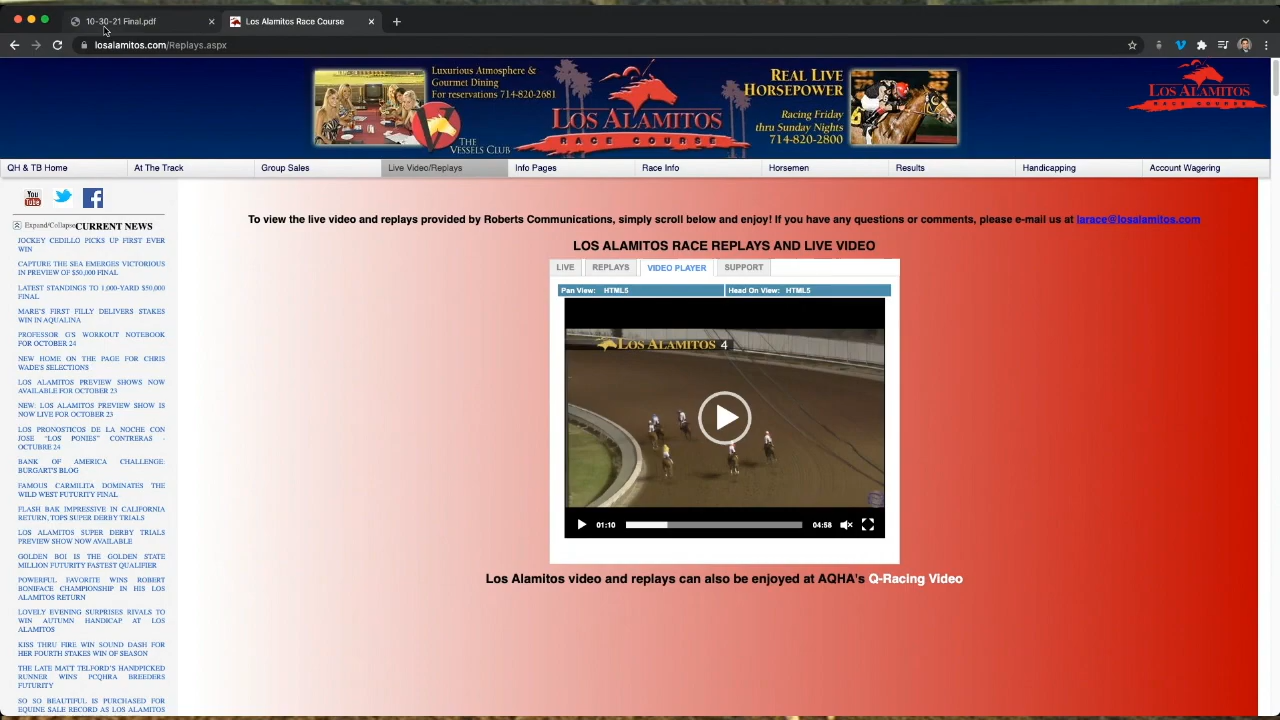 10-30-21 Final.pdf
Los Alamitos Race Course
losalamitos.com/Replays.aspx
Luxurious Atmosphere &
Gourmet Dining
For reservations 714-820-2681
V
THE
VESSELS CLUB
LOS ALAMITOS
RACE COURSE
REAL LIVE
HORSEPOWER
Racing Friday
thru Sunday Nights
714-820-2800
LOS ALAMITOS
RACE COURSE
QH & TB Home
At The Track
Group Sales
Live Video/Replays
Info Pages
Race Info
Horsemen
Results
Handicapping
Account Wagering
You
Tube
Expand/Collapse CURRENT NEWS
JOCKEY CEDILLO PICKS UP FIRST EVER
WIN
CAPTURE THE SEA EMERGES VICTORIOUS
IN PREVIEW OF $50,000 FINAL
LATEST STANDINGS TO 1,000-YARD $50,000
FINAL
MARE'S FIRST FILLY DELIVERS STAKES
WIN IN AQUALINA
PROFESSOR G'S WORKOUT NOTEBOOK
FOR OCTOBER 24
NEW HOME ON THE PAGE FOR CHRIS
WADE'S SELECTIONS
LOS ALAMITOS PREVIEW SHOWS NOW
AVAILABLE FOR OCTOBER 23
NEW: LOS ALAMITOS PREVIEW SHOW IS
NOW LIVE FOR OCTOBER 23
LOS PRONOSTICOS DE LA NOCHE CON
JOSE "LOS PONIES" CONTRERAS -
OCTUBRE 24
BANK OF AMERICA CHALLENGE:
BURGART'S BLOG
FAMOUS CARMILITA DOMINATES THE
WILD WEST FUTURITY FINAL
FLASH BAK IMPRESSIVE IN CALIFORNIA
RETURN, TOPS SUPER DERBY TRIALS
LOS ALAMITOS SUPER DERBY TRIALS
PREVIEW SHOW NOW AVAILABLE
GOLDEN BOI IS THE GOLDEN STATE
MILLION FUTURITY FASTEST QUALIFIER
POWERFUL FAVORITE WINS ROBERT
BONIFACE CHAMPIONSHIP IN HIS LOS
ALAMITOS RETURN
LOVELY EVENING SURPRISES RIVALS TO
WIN AUTUMN HANDICAP AT LOS
ALAMITOS
KISS THRU FIRE WIN SOUND DASH FOR
HER FOURTH STAKES WIN OF SEASON
THE LATE MATT TELFORD'S HANDPICKED
RUNNER WINS PCQHRA BREEDERS
FUTURITY
SO SO BEAUTIFUL IS PURCHASED FOR
EQUINE SALE RECORD AS LOS ALAMITOS
To view the live video and replays provided by Roberts Communications, simply scroll below and enjoy! If you have any questions or comments, please e-mail us at larace@losalamitos.com
LOS ALAMITOS RACE REPLAYS AND LIVE VIDEO
LIVE
REPLAYS
VIDEO PLAYER
SUPPORT
Pan View: HTML5
Head On View: HTML5
LOS ALAMITOS 4
01:10
04:58
Los Alamitos video and replays can also be enjoyed at AQHA's Q-Racing Video